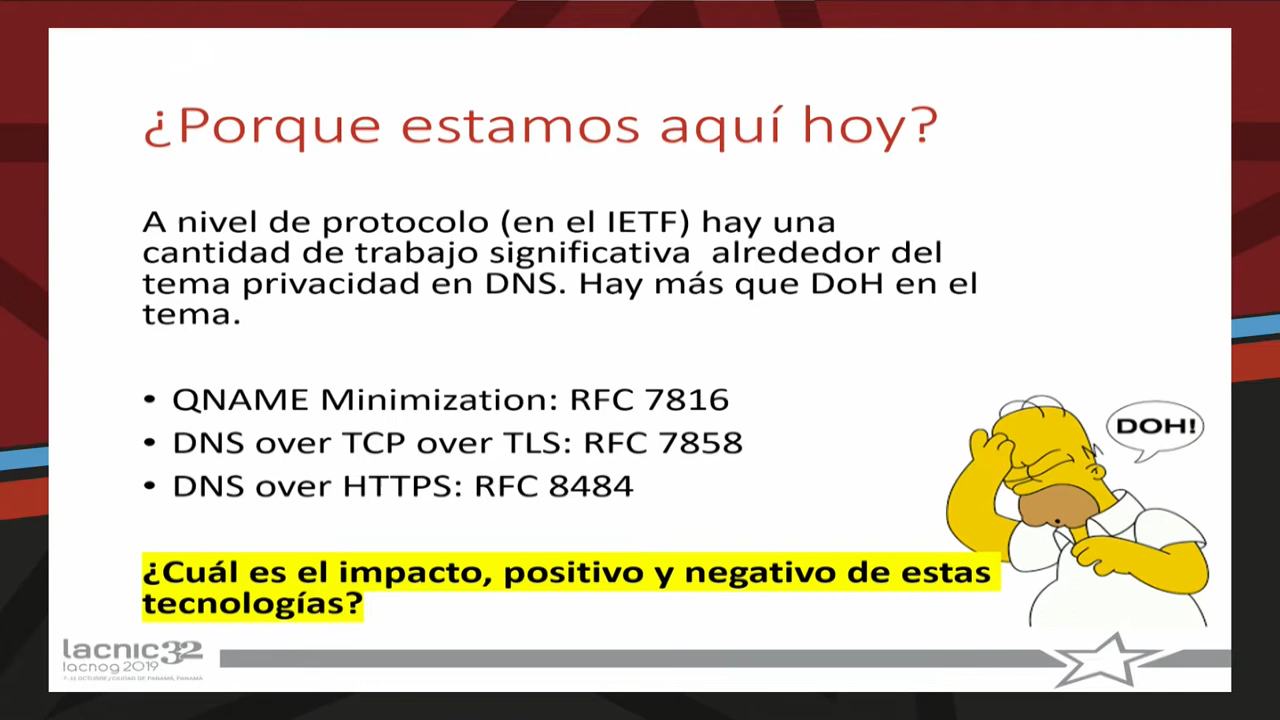 ¿Porque estamos aquí hoy?
A nivel de protocolo (en el IETF) hay una
cantidad de trabajo significativa alrededor del
tema privacidad en DNS. Hay más que DoH en el
tema.
• QNAME Minimization: RFC 7816
• DNS over TCP over TLS: RFC 7858
• DNS over HTTPS: RFC 8484
DOH!
¿Cuál es el impacto, positivo y negativo de estas
tecnologías?
lacnic32
lacnog 2019
7-11 OCTUBRE / CIUDAD DE PANAMÁ, PANAMÁ